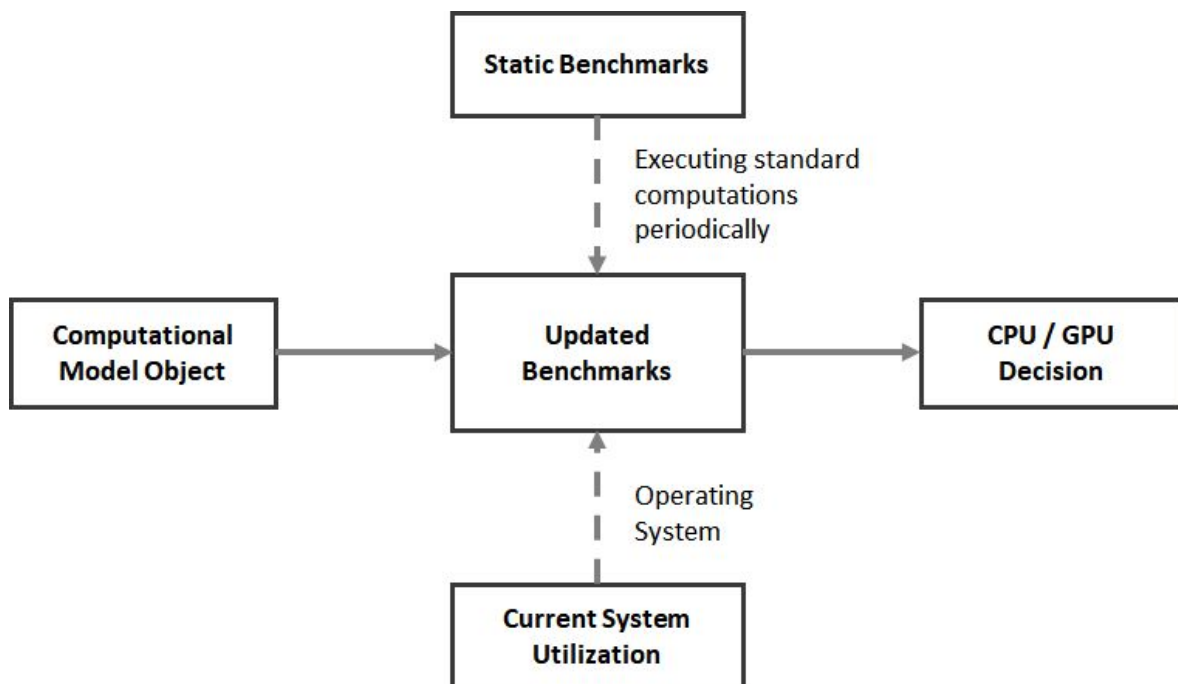 Static Benchmarks
Executing standard
computations
periodically
Computational
Model Object
Updated
Benchmarks
CPU / GPU
Decision
Operating
System
Current System
Utilization